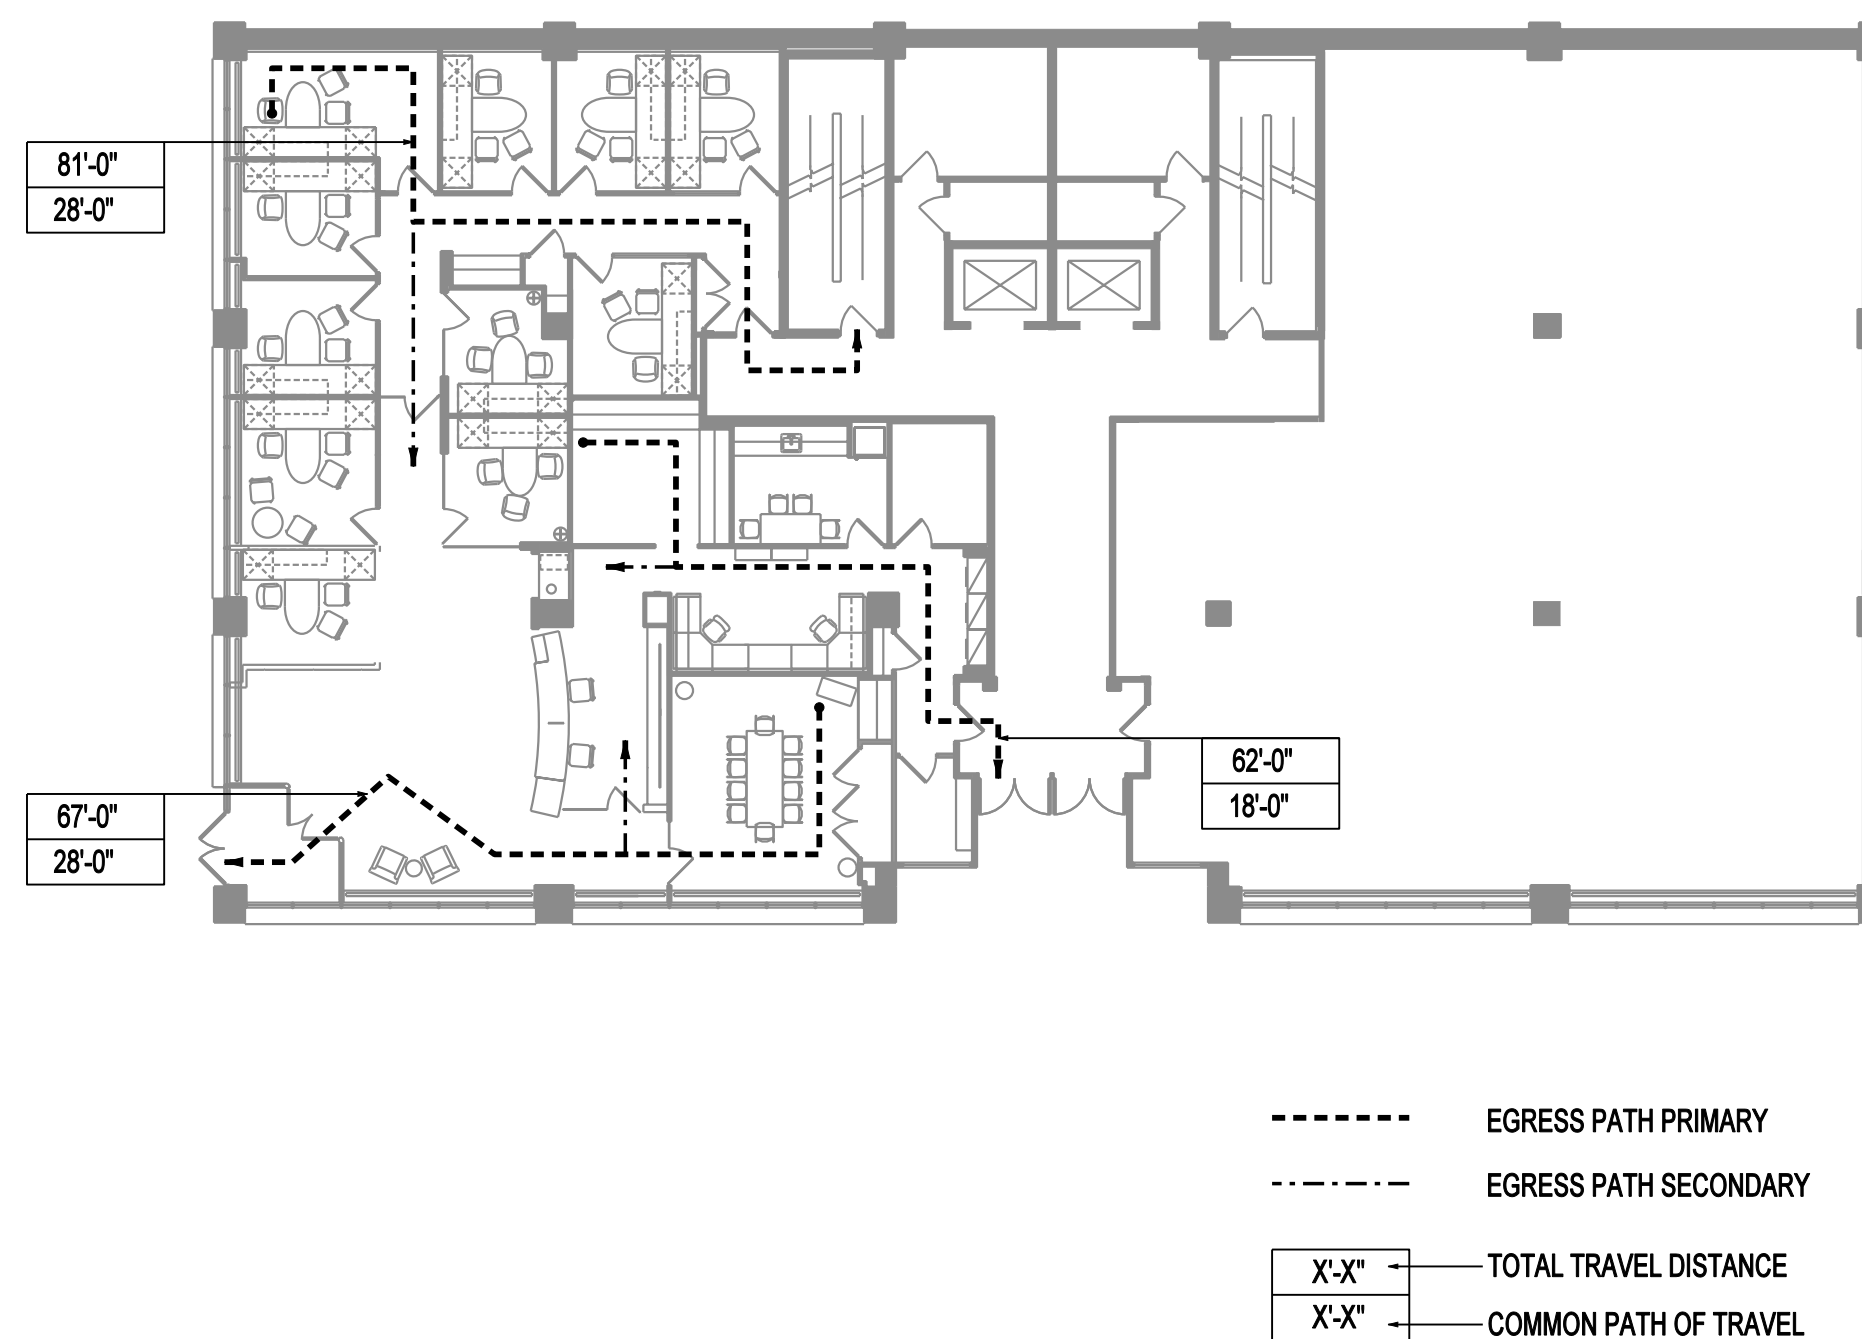 81'-0"
28'-0"
62'-0"
18'-0"
67'-0"
28'-0"
EGRESS PATH PRIMARY
EGRESS PATH SECONDARY
X'-X" TOTAL TRAVEL DISTANCE
X'-X" COMMON PATH OF TRAVEL